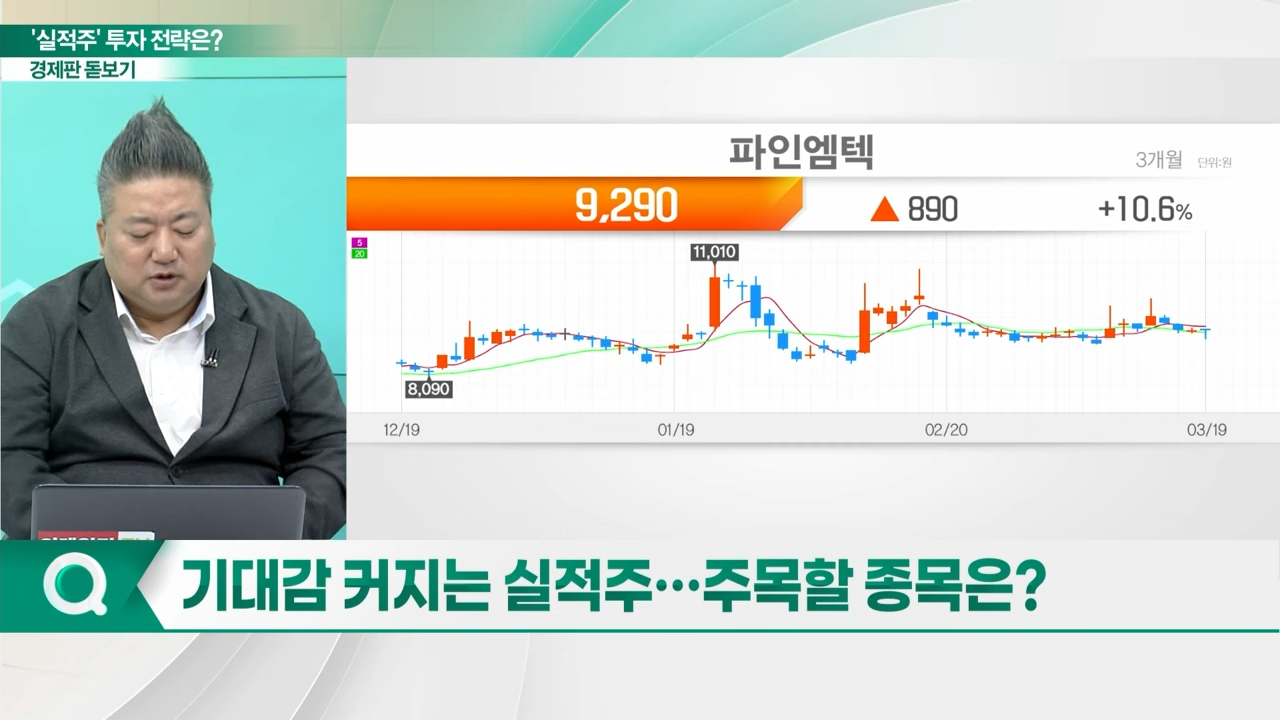 '실적주' 투자 전략은?
경제판 돋보기
파인엠텍
3개월 단위:원
9,290 ▲ 890 +10.6%
5
20
11,010
8,090
12/19 01/19 02/20 03/19
기대감 커지는 실적주…주목할 종목은?